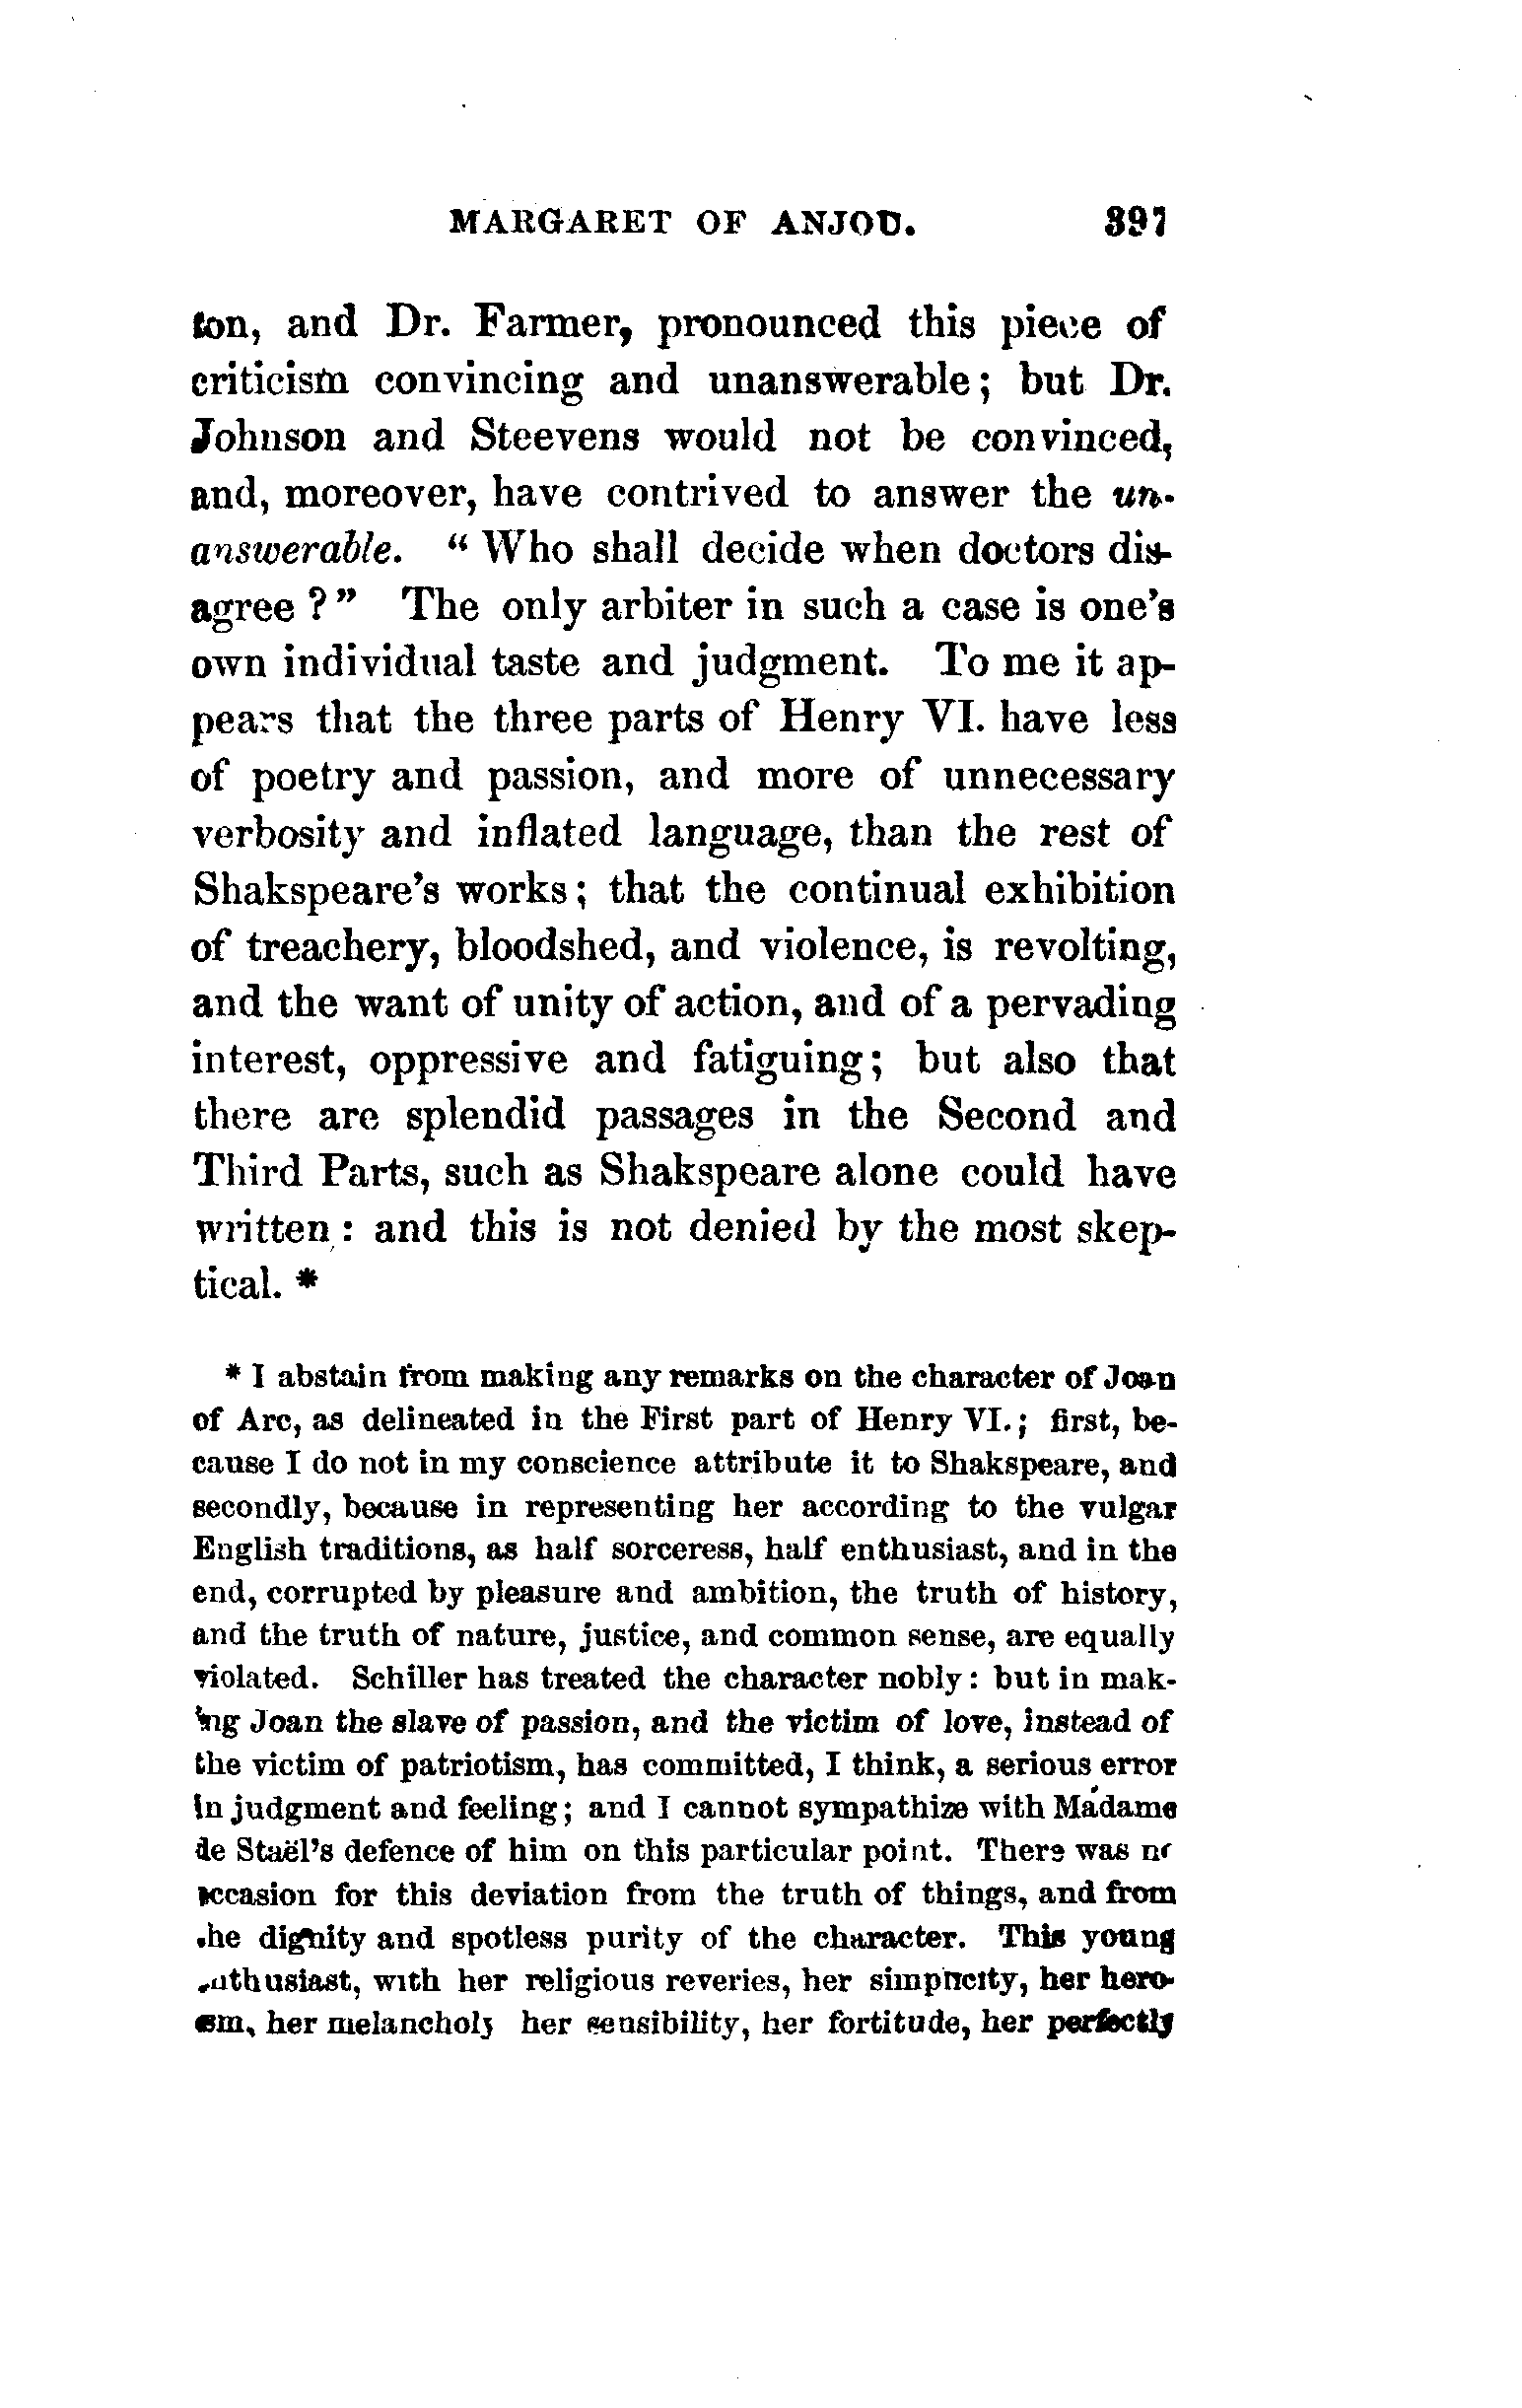 MARGARET OF ANJOU. 397
ton, and Dr. Farmer, pronounced this piece of
criticism convincing and unanswerable; but Dr.
Johnson and Steevens would not be convinced,
and, moreover, have contrived to answer the un-
answerable. “ Who shall decide when doctors dis-
agree ? ” The only arbiter in such a case is one’s
own individual taste and judgment. To me it ap-
pears that the three parts of Henry VI. have less
of poetry and passion, and more of unnecessary
verbosity and inflated language, than the rest of
Shakspeare’s works; that the continual exhibition
of treachery, bloodshed, and violence, is revolting,
and the want of unity of action, and of a pervading
interest, oppressive and fatiguing; but also that
there are splendid passages in the Second and
Third Parts, such as Shakspeare alone could have
written : and this is not denied by the most skep-
tical. *
* I abstain from making any remarks on the character of Joan
of Arc, as delineated in the First part of Henry VI.; first, be-
cause I do not in my conscience attribute it to Shakspeare, and
secondly, because in representing her according to the vulgar
English traditions, as half sorceress, half enthusiast, and in the
end, corrupted by pleasure and ambition, the truth of history,
and the truth of nature, justice, and common sense, are equally
violated. Schiller has treated the character nobly: but in mak-
ing Joan the slave of passion, and the victim of love, instead of
the victim of patriotism, has committed, I think, a serious error
in judgment and feeling; and I cannot sympathize with Madame
de Staël’s defence of him on this particular point. There was no
occasion for this deviation from the truth of things, and from
the dignity and spotless purity of the character. This young
enthusiast, with her religious reveries, her simplicity, her hero-
ism, her melancholy her sensibility, her fortitude, her perfectly